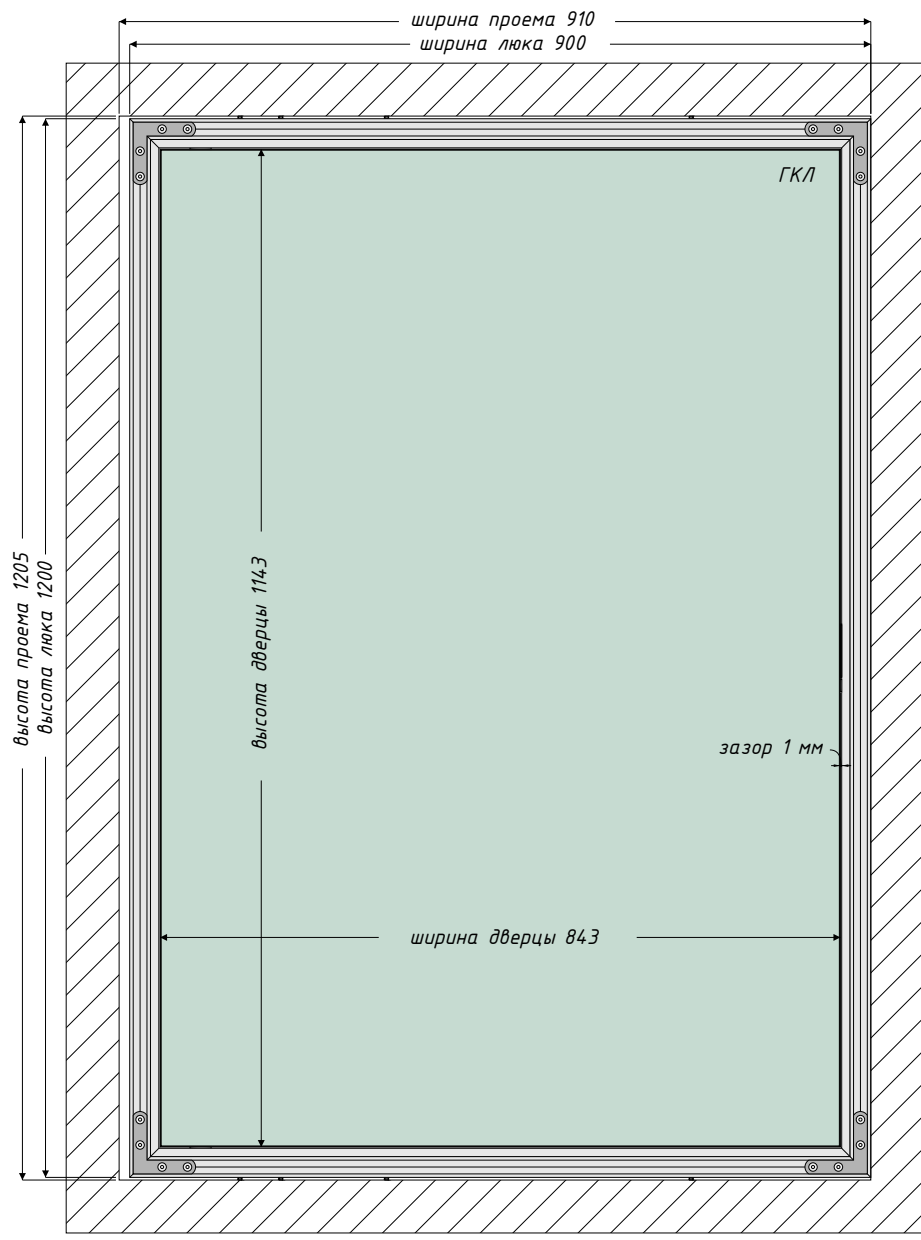 ширина проема 910
ширина люка 900
ГКЛ
высота проема 1205
высота люка 1200
высота дверцы 1143
зазор 1 мм
ширина дверцы 843